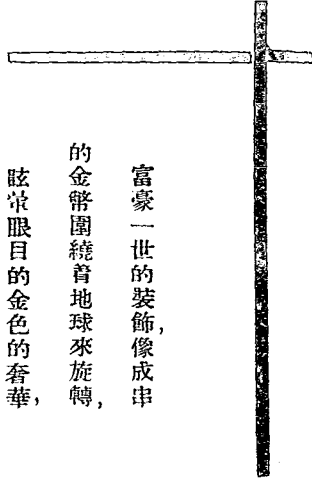 富豪一世的裝飾,像成串
的金幣圍繞着地球來旋轉,
眩常眼目的金色的奢華,